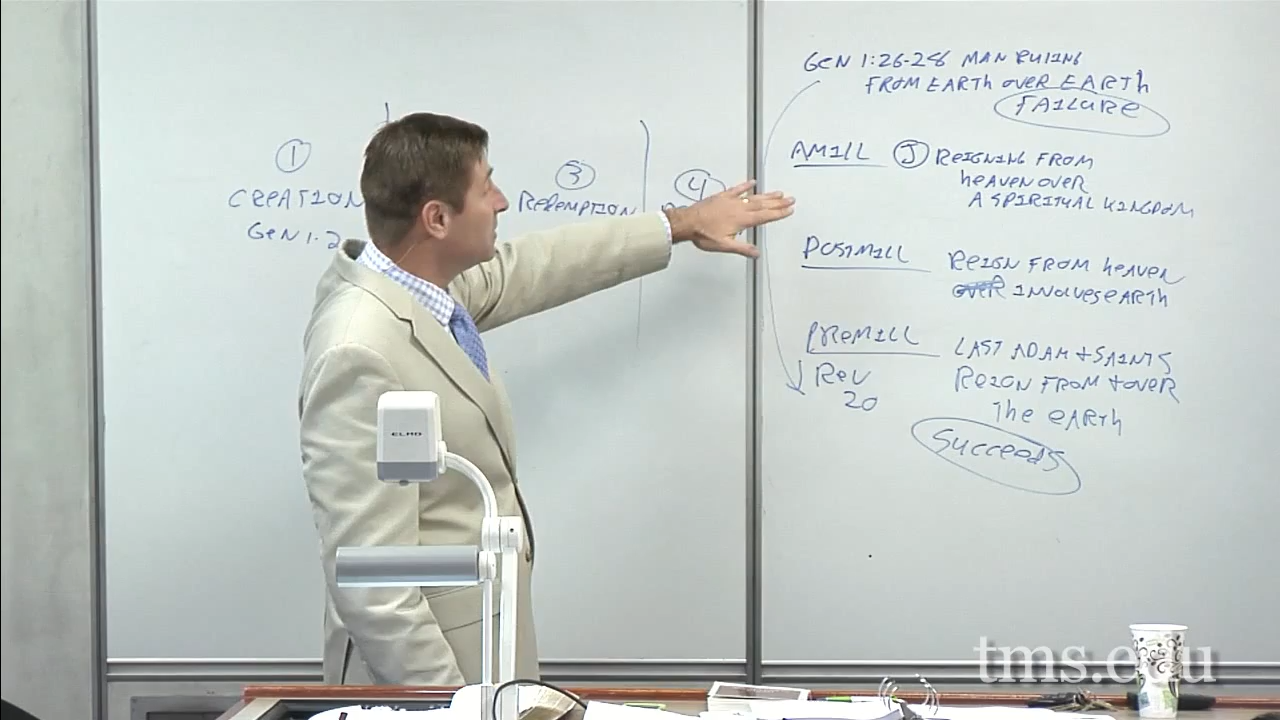 ①
CREATION
GEN 1-2
③
REDEMPTION
④
GEN 1:26-28 MAN RULING
FROM EARTH OVER EARTH
FAILURE
AMILL Ⓙ REIGNING FROM
HEAVEN OVER
A SPIRITUAL KINGDOM
POSTMILL REIGN FROM HEAVEN
OVER INVOLVES EARTH
PREMILL LAST ADAM + SAINTS
REV REIGN FROM + OVER
20 THE EARTH
SUCCEEDS
ELMO
tms.edu